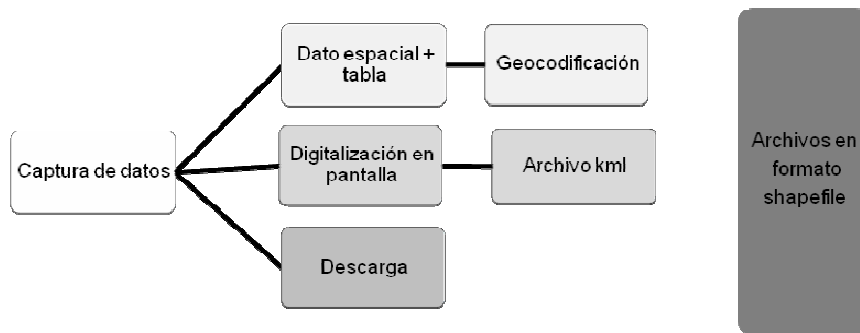 Captura de datos
Dato espacial +
tabla
Geocodificación
Digitalización en
pantalla
Archivo kml
Descarga
Archivos en
formato
shapefile